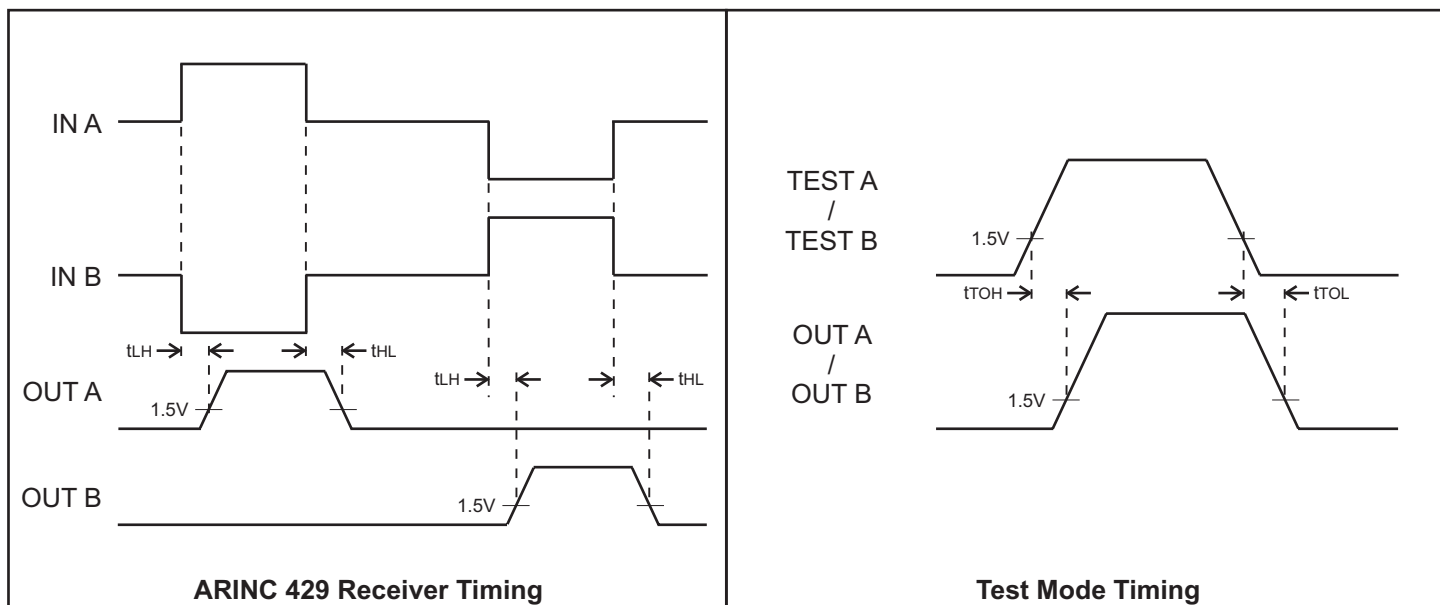 IN A
IN B
tLH
tHL
OUT A
1.5V
tLH
tHL
OUT B
1.5V
ARINC 429 Receiver Timing
TEST A
/
TEST B
1.5V
tTOH
tTOL
OUT A
/
OUT B
1.5V
Test Mode Timing